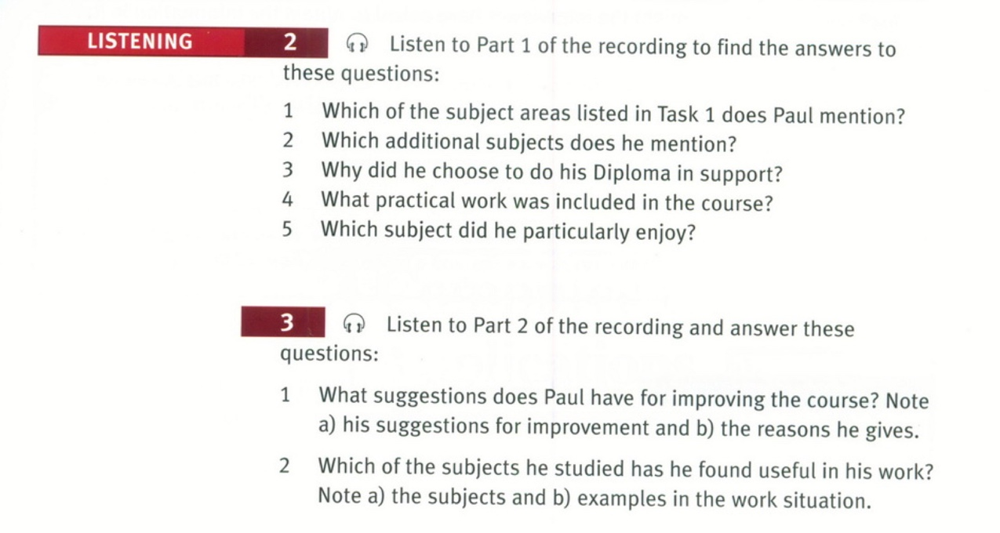 LISTENING 2 Listen to Part 1 of the recording to find the answers to
these questions:
1 Which of the subject areas listed in Task 1 does Paul mention?
2 Which additional subjects does he mention?
3 Why did he choose to do his Diploma in support?
4 What practical work was included in the course?
5 Which subject did he particularly enjoy?
3 Listen to Part 2 of the recording and answer these
questions:
1 What suggestions does Paul have for improving the course? Note
a) his suggestions for improvement and b) the reasons he gives.
2 Which of the subjects he studied has he found useful in his work?
Note a) the subjects and b) examples in the work situation.